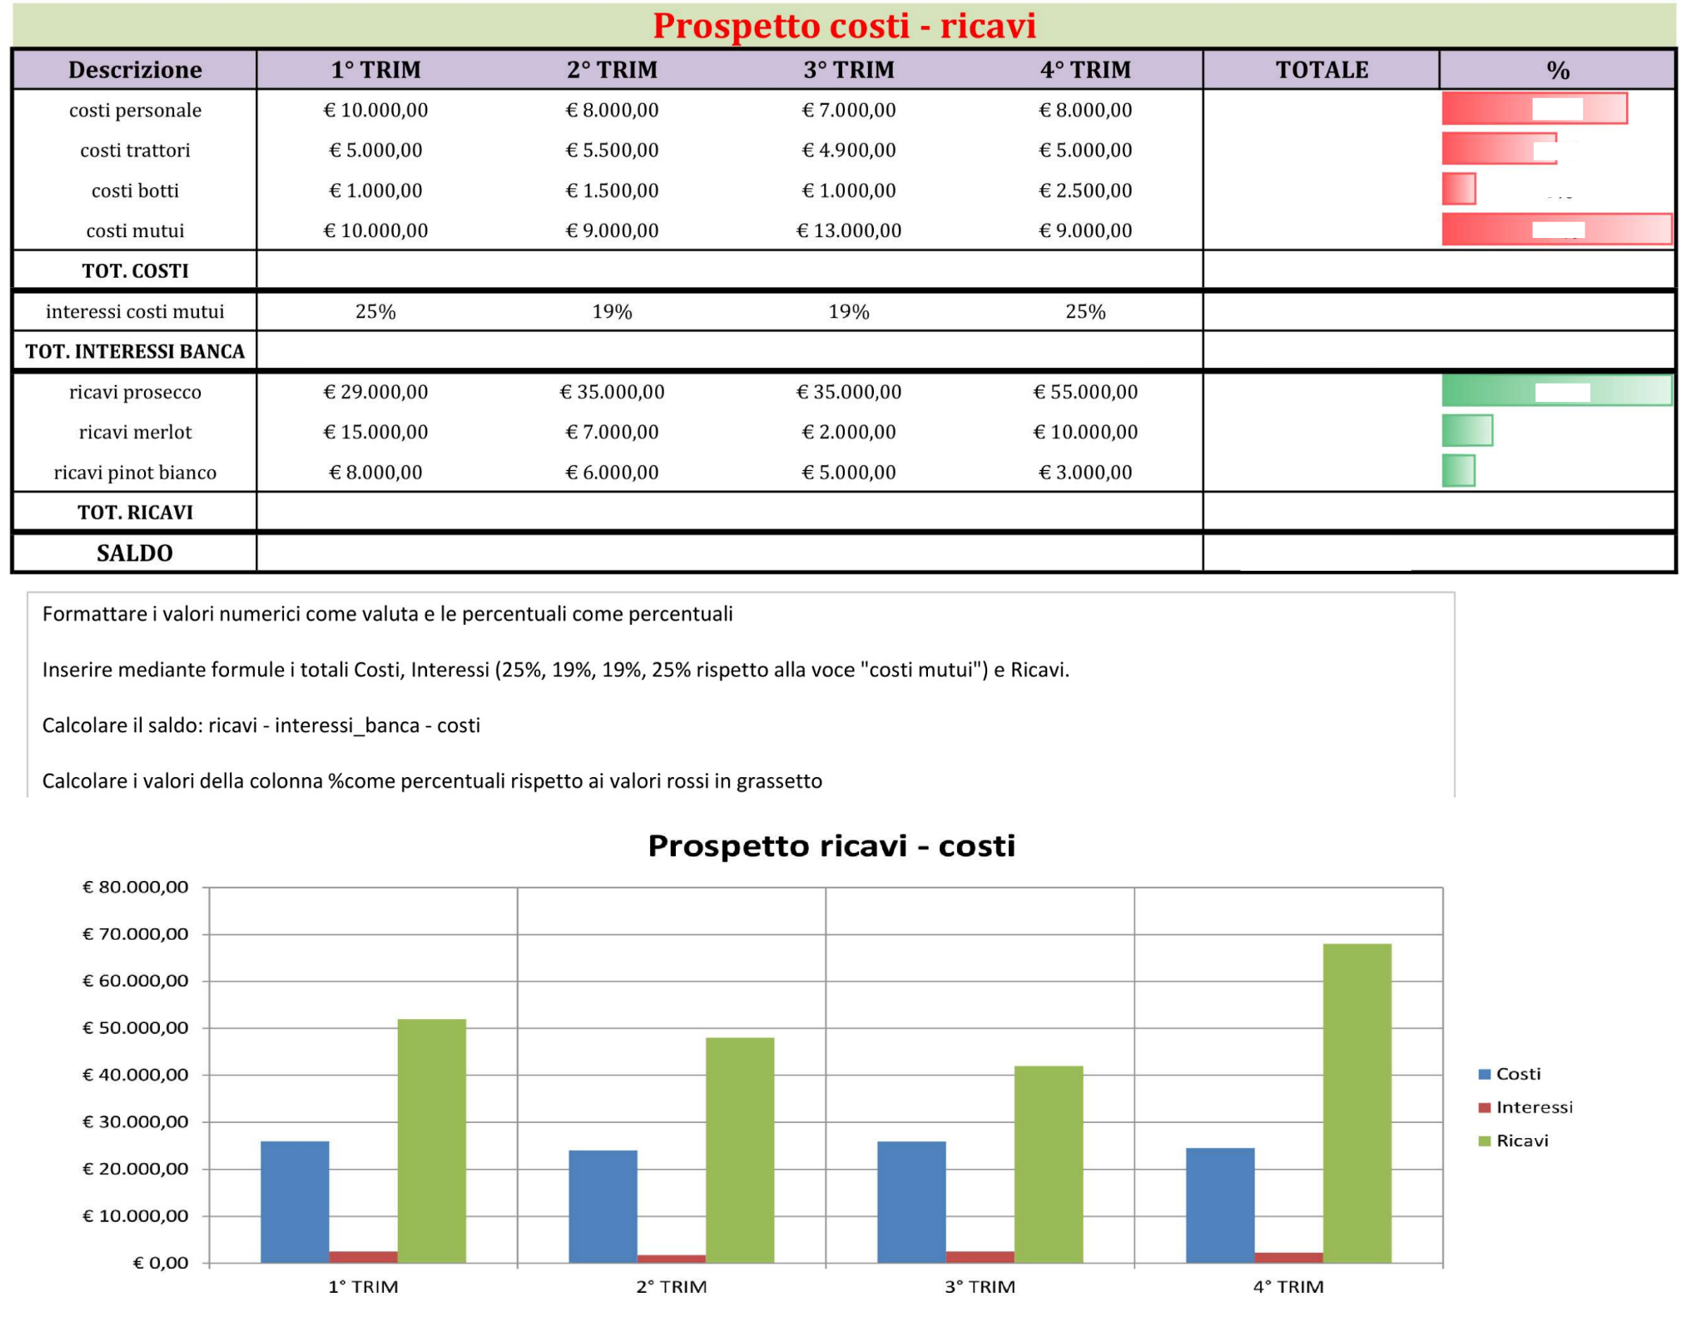 Prospetto costi - ricavi
Descrizione 1° TRIM 2° TRIM 3° TRIM 4° TRIM TOTALE %
costi personale € 10.000,00 € 8.000,00 € 7.000,00 € 8.000,00
costi trattori € 5.000,00 € 5.500,00 € 4.900,00 € 5.000,00
costi botti € 1.000,00 € 1.500,00 € 1.000,00 € 2.500,00
costi mutui € 10.000,00 € 9.000,00 € 13.000,00 € 9.000,00
TOT. COSTI
interessi costi mutui 25% 19% 19% 25%
TOT. INTERESSI BANCA
ricavi prosecco € 29.000,00 € 35.000,00 € 35.000,00 € 55.000,00
ricavi merlot € 15.000,00 € 7.000,00 € 2.000,00 € 10.000,00
ricavi pinot bianco € 8.000,00 € 6.000,00 € 5.000,00 € 3.000,00
TOT. RICAVI
SALDO
Formattare i valori numerici come valuta e le percentuali come percentuali
Inserire mediante formule i totali Costi, Interessi (25%, 19%, 19%, 25% rispetto alla voce "costi mutui") e Ricavi.
Calcolare il saldo: ricavi - interessi_banca - costi
Calcolare i valori della colonna %come percentuali rispetto ai valori rossi in grassetto
Prospetto ricavi - costi
€ 80.000,00
€ 70.000,00
€ 60.000,00
€ 50.000,00
€ 40.000,00
€ 30.000,00
€ 20.000,00
€ 10.000,00
€ 0,00
1° TRIM 2° TRIM 3° TRIM 4° TRIM
Costi
Interessi
Ricavi